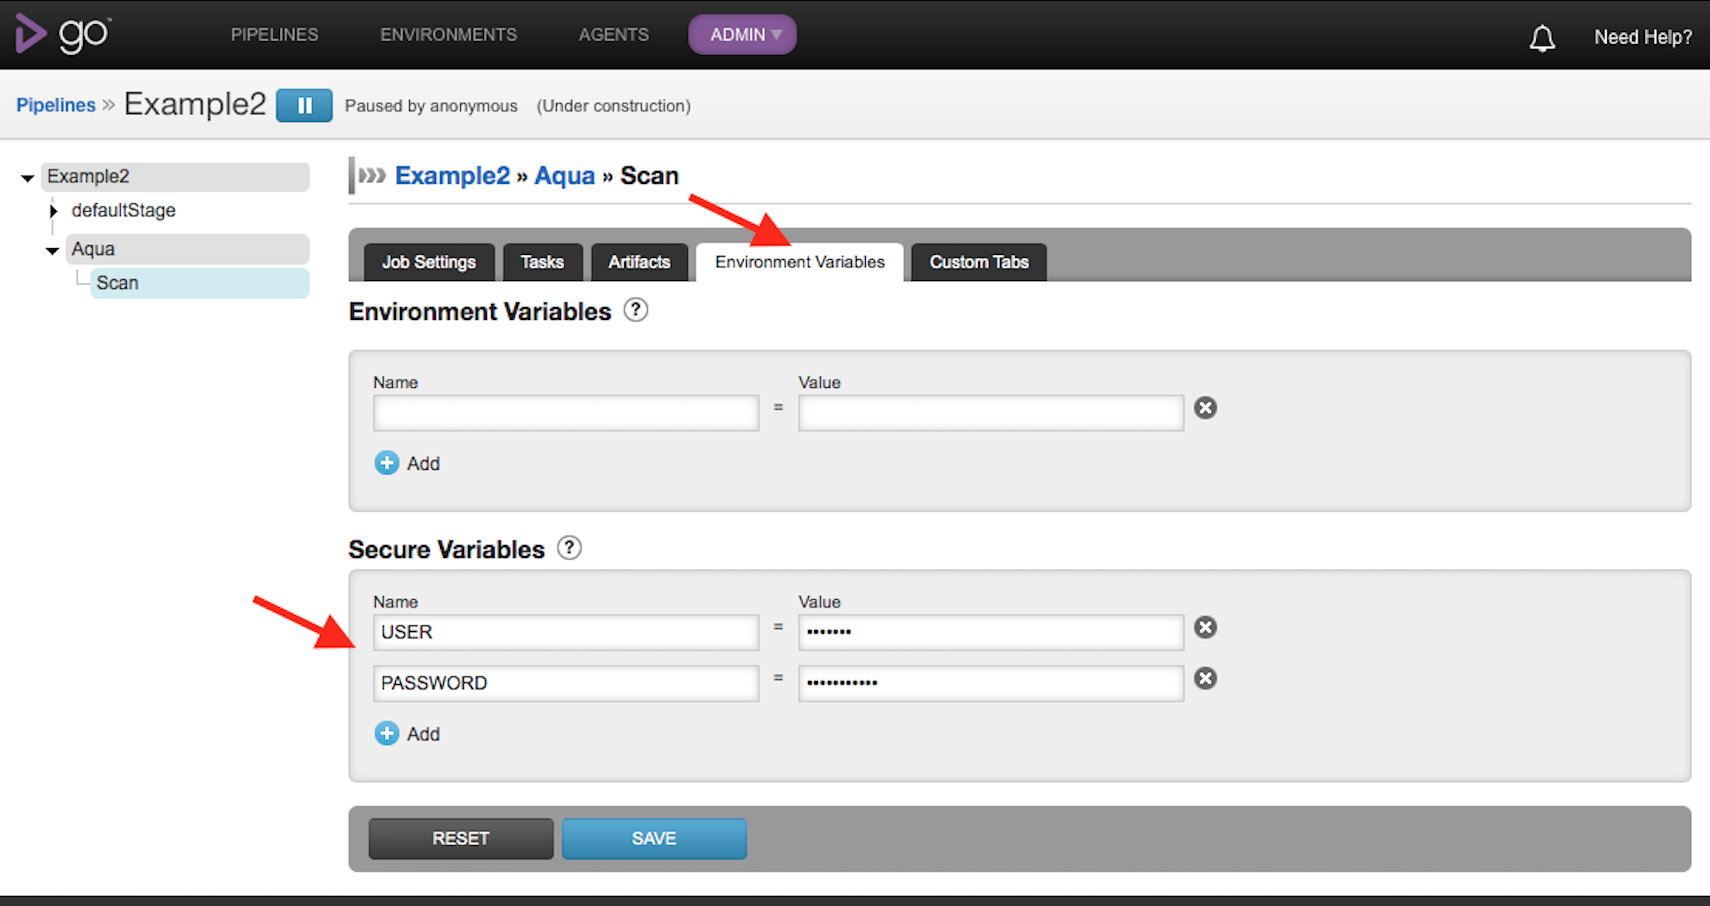 go PIPELINES ENVIRONMENTS AGENTS ADMIN Need Help?
Pipelines » Example2 Paused by anonymous (Under construction)
Example2
defaultStage
Aqua
Scan
Example2 » Aqua » Scan
Job Settings Tasks Artifacts Environment Variables Custom Tabs
Environment Variables ?
Name Value
=
Add
Secure Variables ?
Name Value
USER = •••••••
PASSWORD = •••••••••••
Add
RESET SAVE